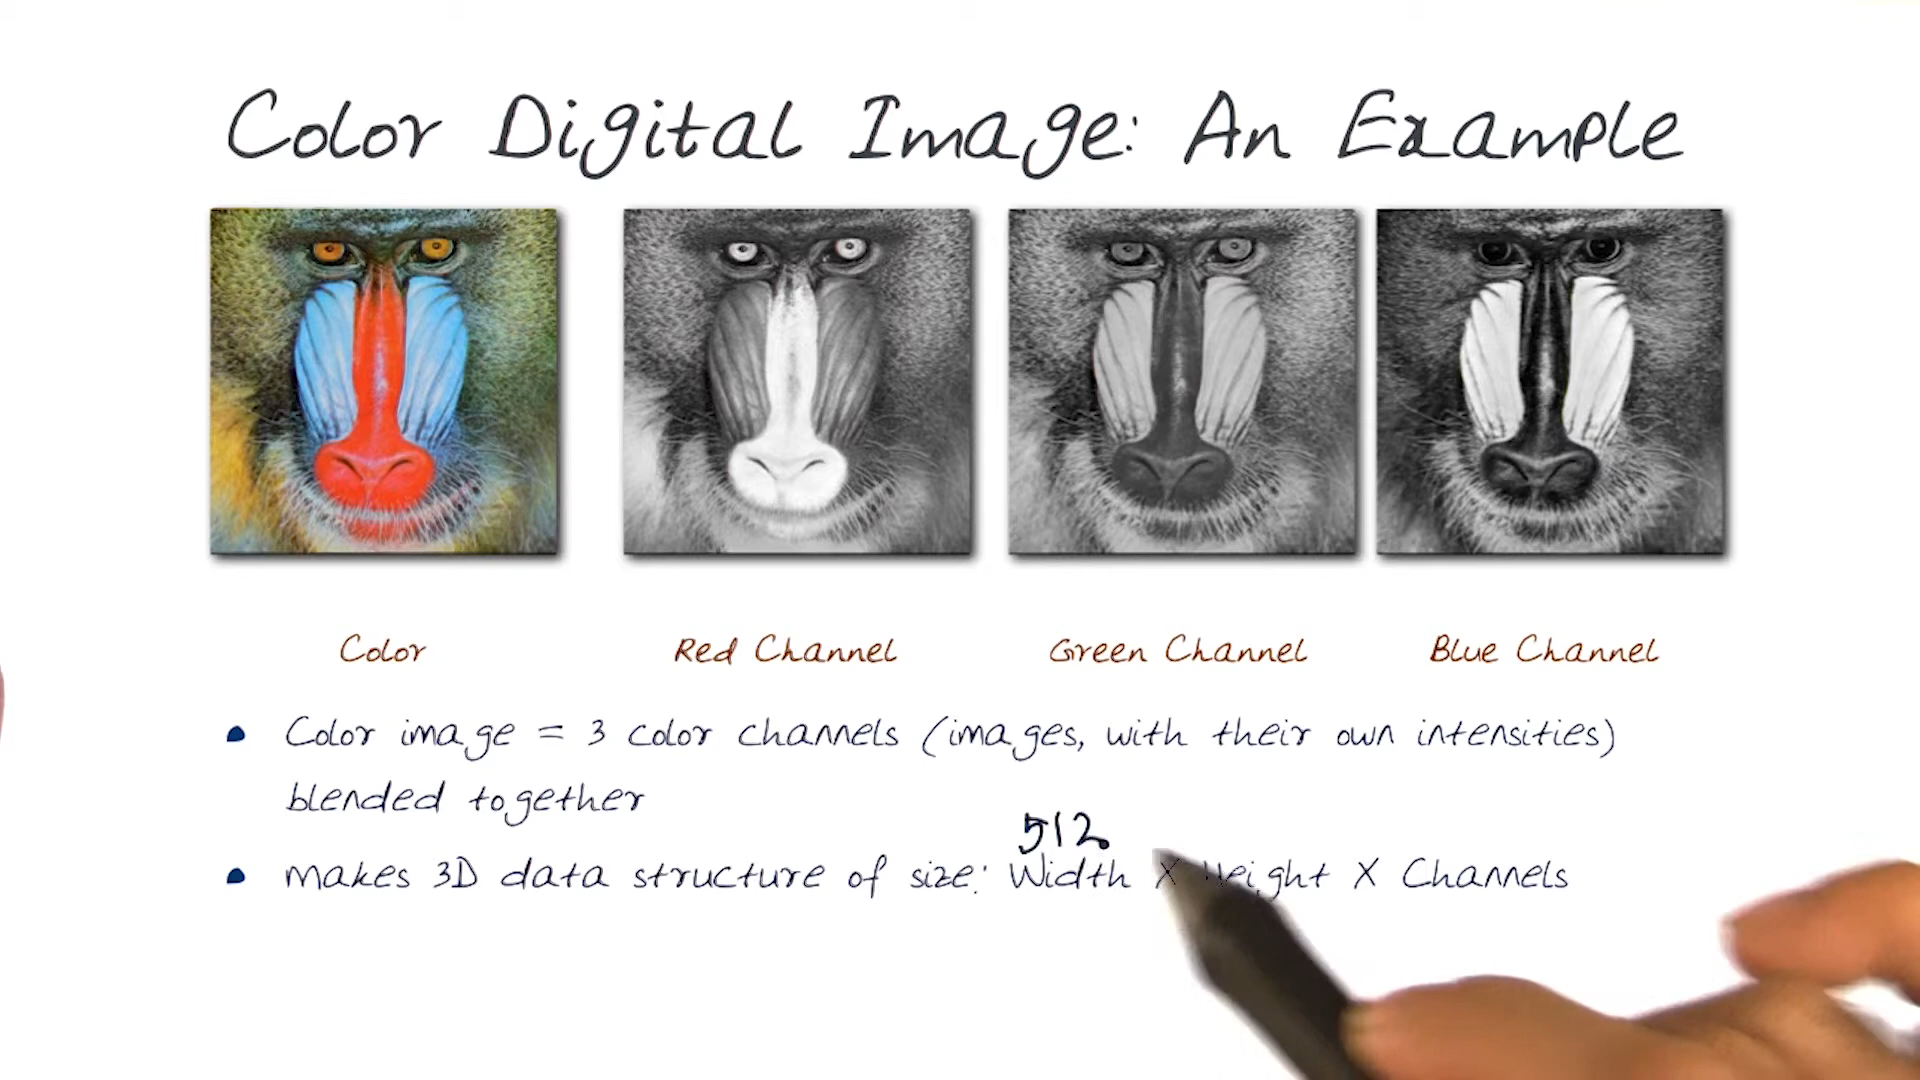 Color Digital Image: An Example
Color
Red Channel
Green Channel
Blue Channel
• Color image = 3 color channels (images, with their own intensities)
blended together
512
• makes 3D data structure of size: Width X Height X Channels